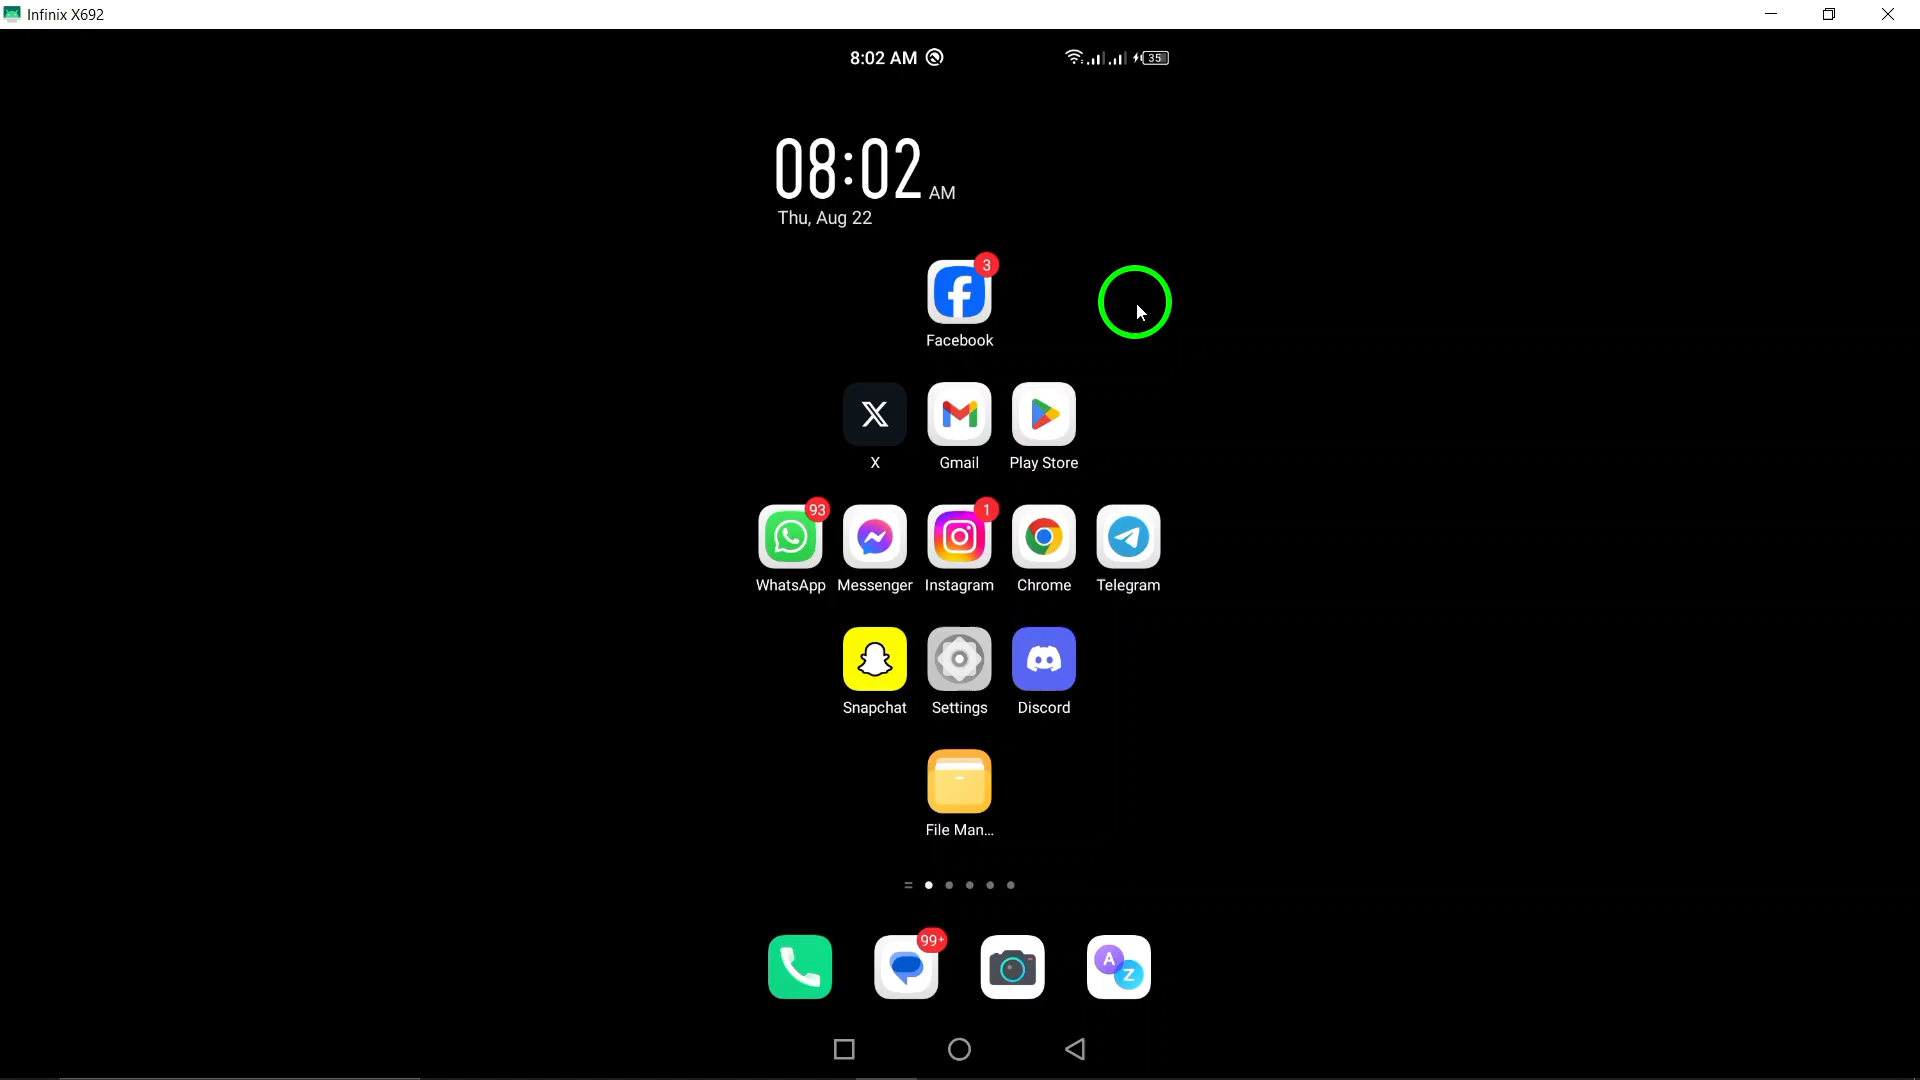 Infinix X692
8:02 AM
35
08:02 AM
Thu, Aug 22
3
Facebook
X Gmail Play Store
93 1
WhatsApp Messenger Instagram Chrome Telegram
Snapchat Settings Discord
File Man...
99+
A
Z